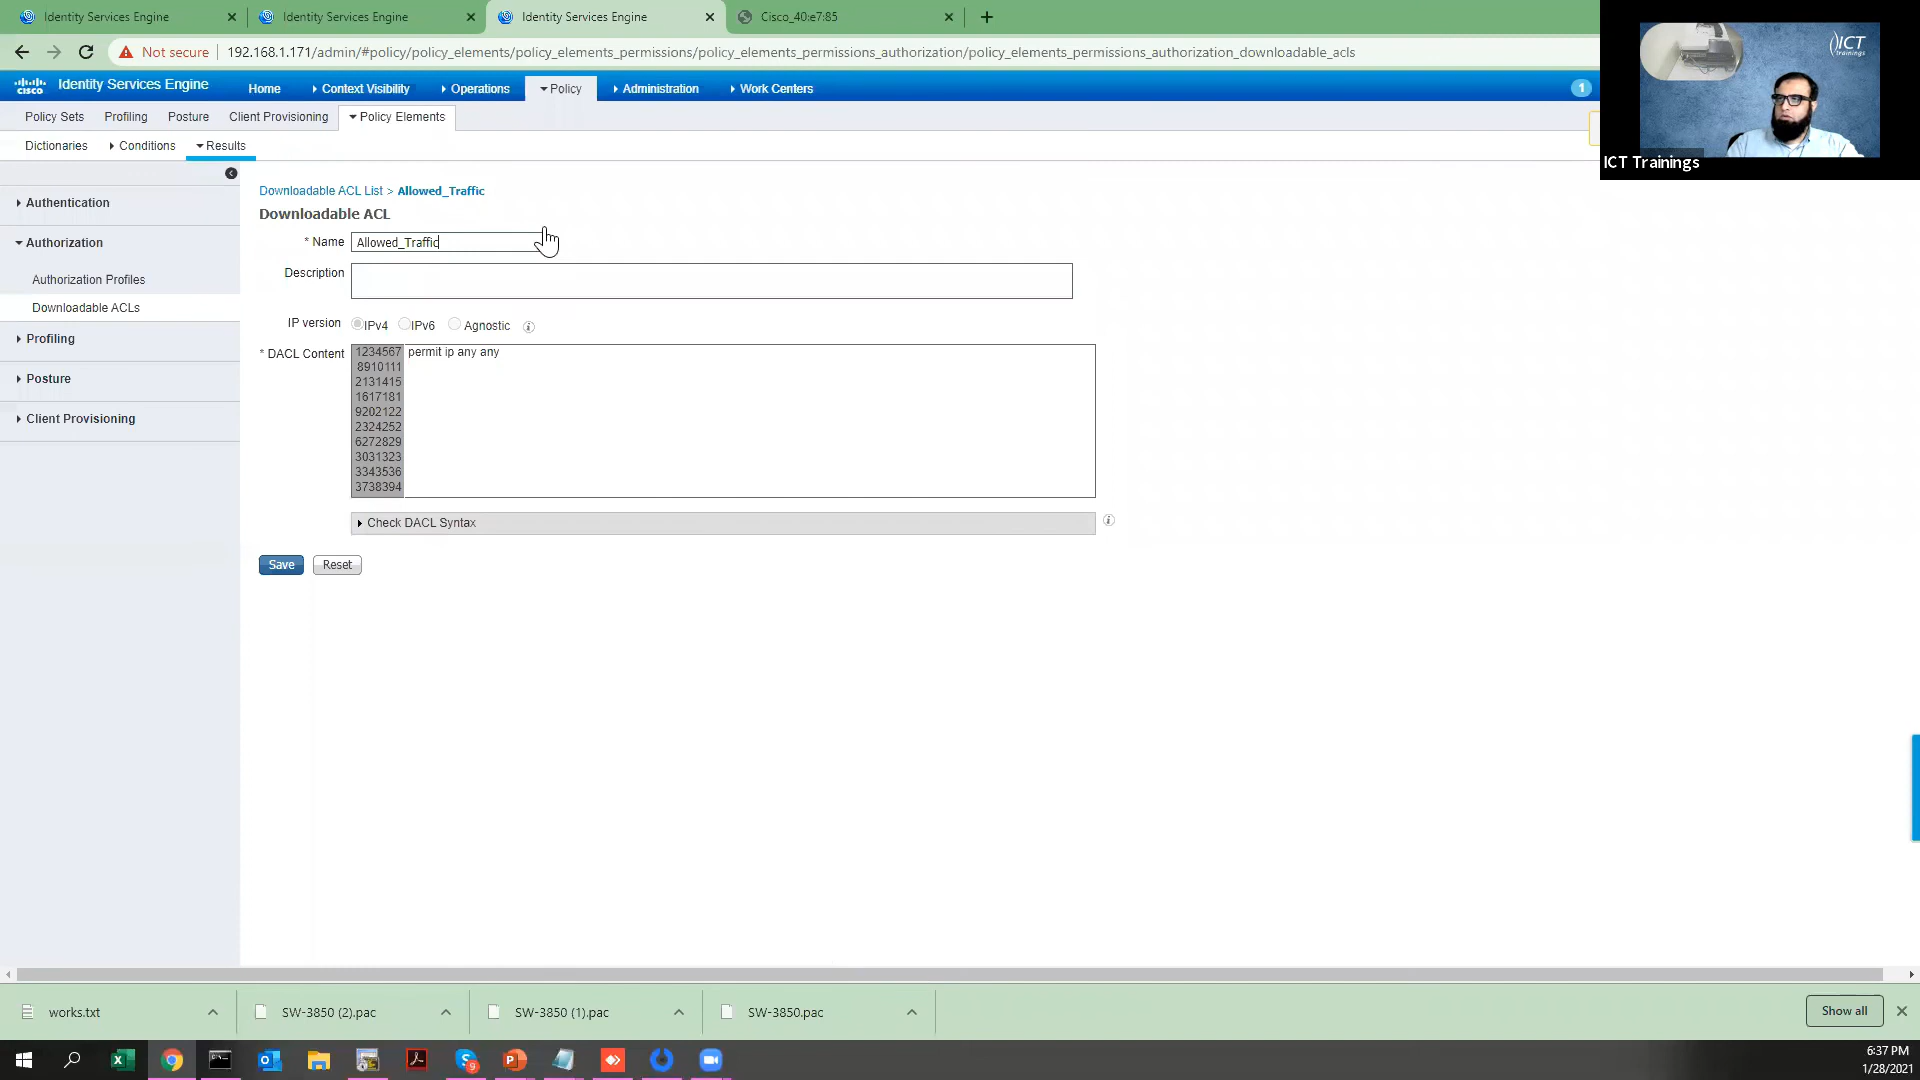 Identity Services Engine
Identity Services Engine
Identity Services Engine
Cisco_40:e7:85
Not secure
192.168.1.171/admin/#policy/policy_elements/policy_elements_permissions/policy_elements_permissions_authorization/policy_elements_permissions_authorization_downloadable_acls
cisco
Identity Services Engine
Home
Context Visibility
Operations
Policy
Administration
Work Centers
1
ICT
trainings
ICT Trainings
Policy Sets
Profiling
Posture
Client Provisioning
Policy Elements
Dictionaries
Conditions
Results
Authentication
Authorization
Authorization Profiles
Downloadable ACLs
Profiling
Posture
Client Provisioning
Downloadable ACL List > Allowed_Traffic
Downloadable ACL
* Name
Allowed_Traffic
Description
IP version
IPv4
IPv6
Agnostic
* DACL Content
1234567 permit ip any any
8910111
2131415
1617181
9202122
2324252
6272829
3031323
3343536
3738394
Check DACL Syntax
Save
Reset
works.txt
SW-3850 (2).pac
SW-3850 (1).pac
SW-3850.pac
Show all
9
6:37 PM
1/28/2021